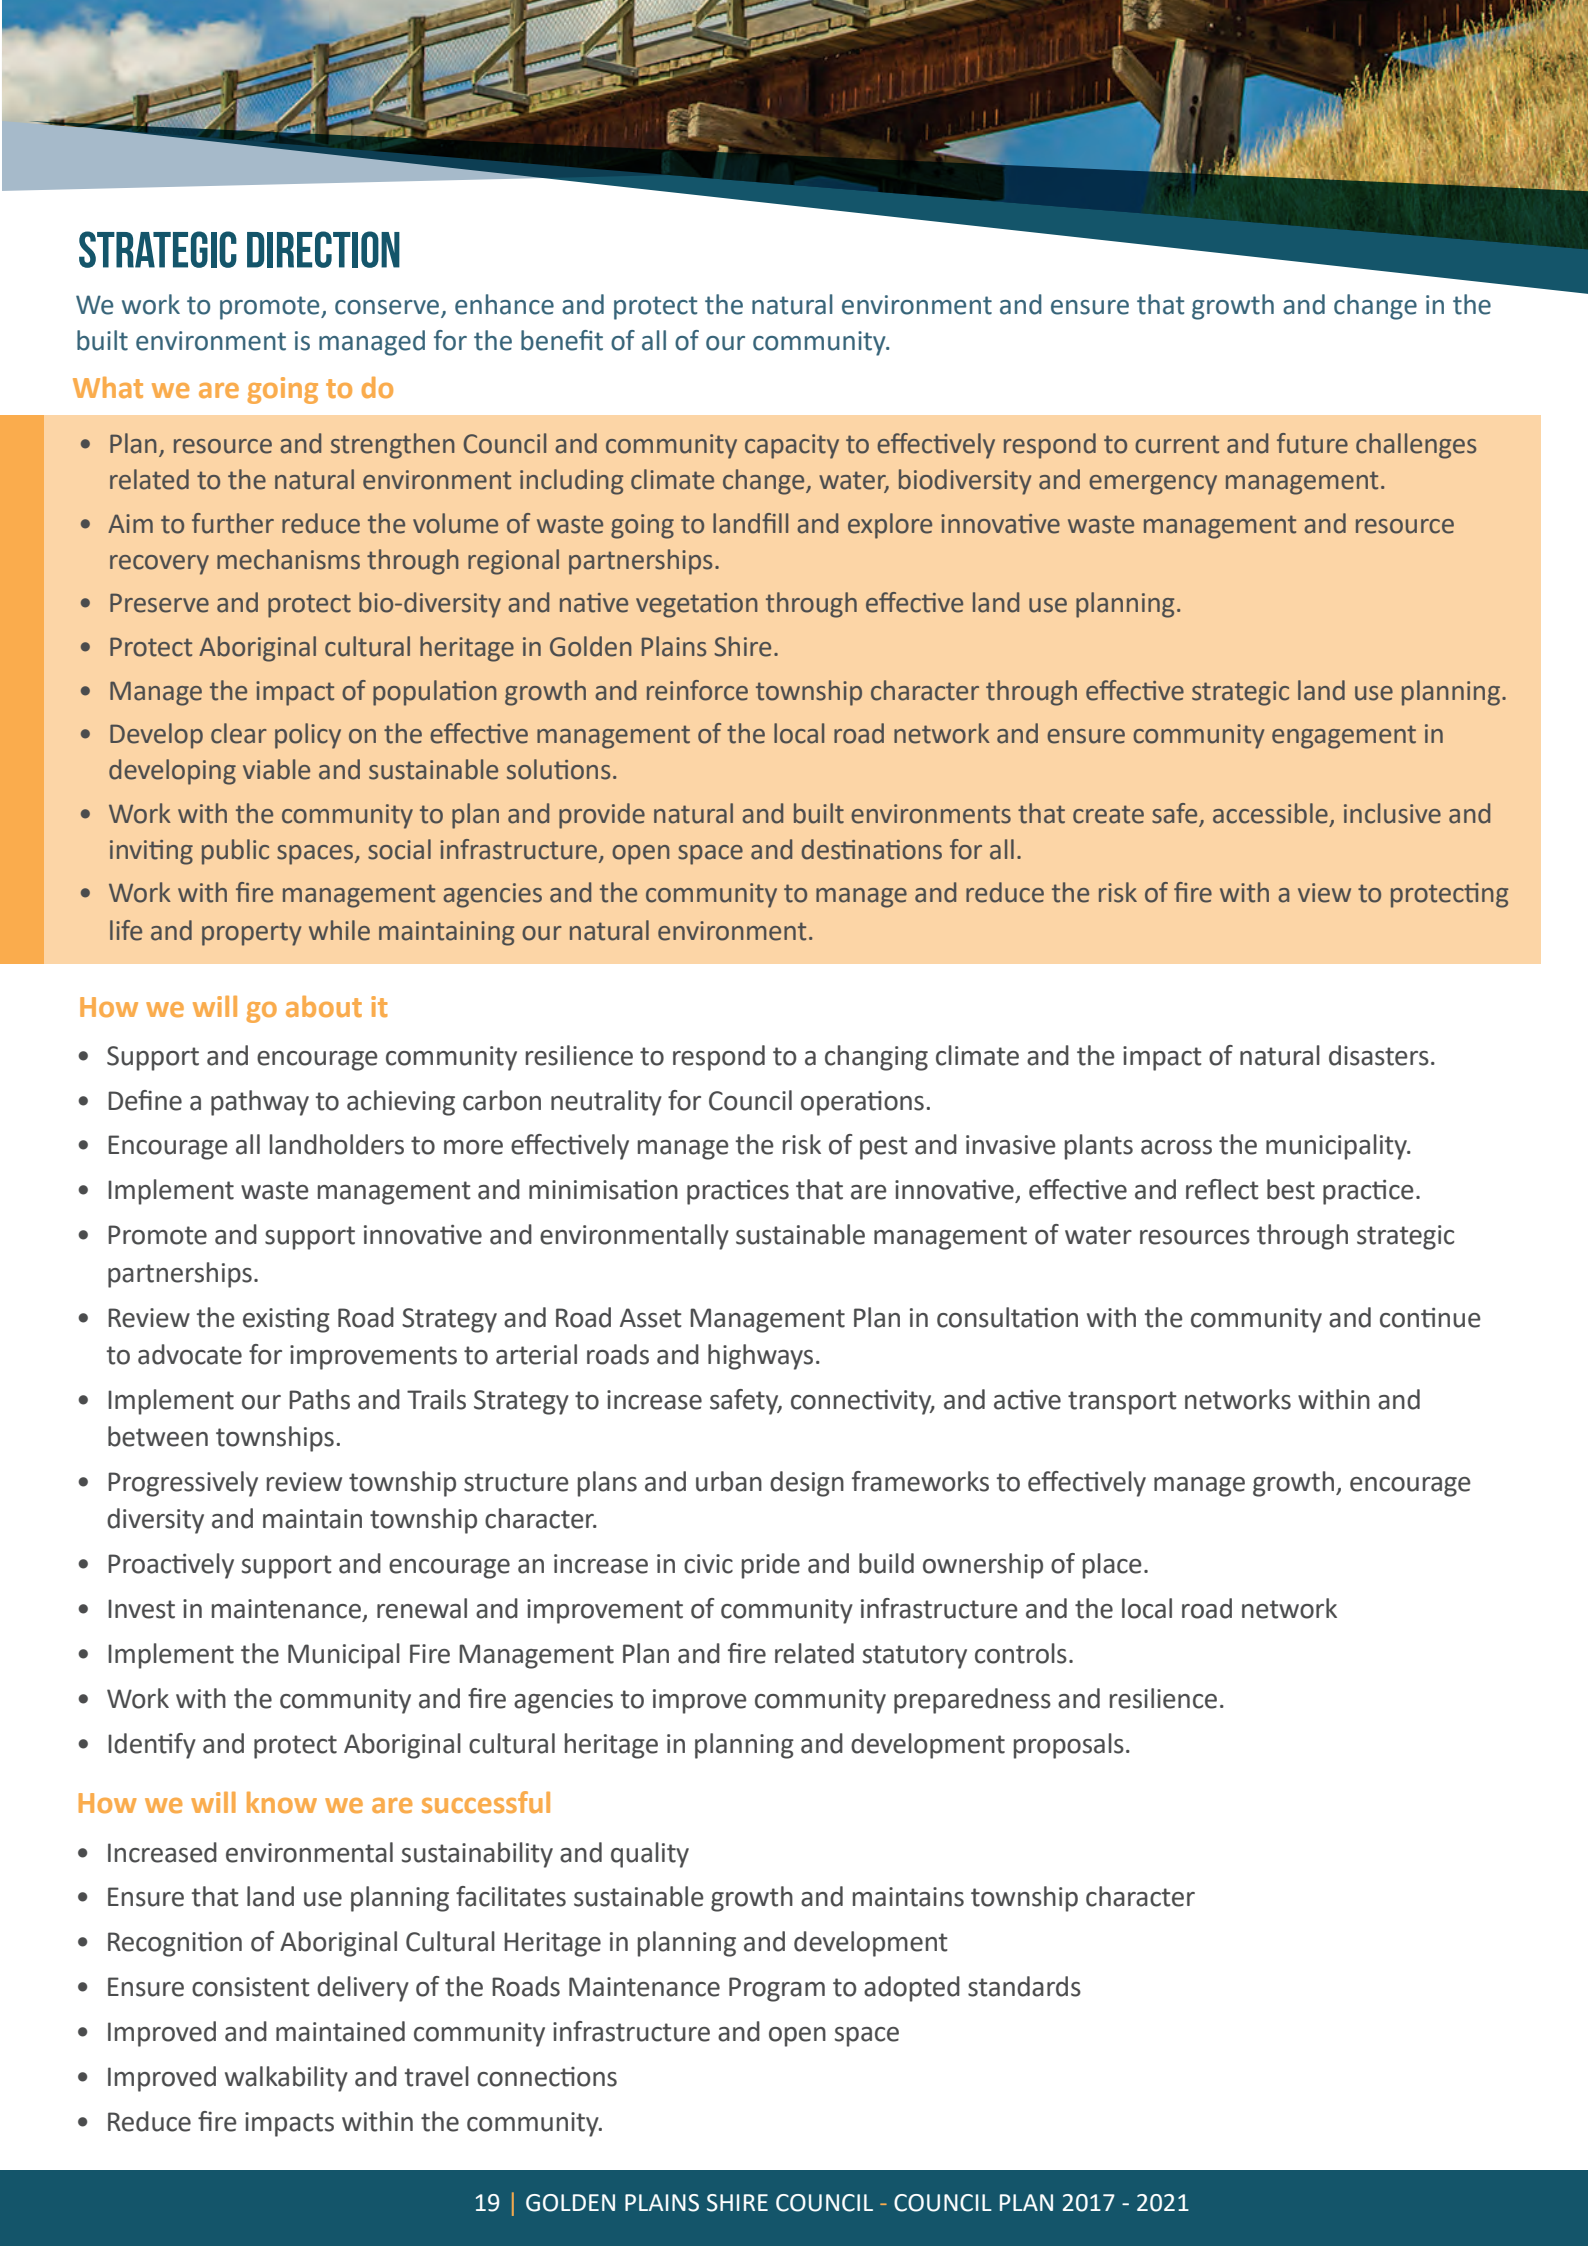 STRATEGIC DIRECTION
We work to promote, conserve, enhance and protect the natural environment and ensure that growth and change in the
built environment is managed for the benefit of all of our community.
What we are going to do
• Plan, resource and strengthen Council and community capacity to effectively respond to current and future challenges
related to the natural environment including climate change, water, biodiversity and emergency management.
• Aim to further reduce the volume of waste going to landfill and explore innovative waste management and resource
recovery mechanisms through regional partnerships.
• Preserve and protect bio-diversity and native vegetation through effective land use planning.
• Protect Aboriginal cultural heritage in Golden Plains Shire.
• Manage the impact of population growth and reinforce township character through effective strategic land use planning.
• Develop clear policy on the effective management of the local road network and ensure community engagement in
developing viable and sustainable solutions.
• Work with the community to plan and provide natural and built environments that create safe, accessible, inclusive and
inviting public spaces, social infrastructure, open space and destinations for all.
• Work with fire management agencies and the community to manage and reduce the risk of fire with a view to protecting
life and property while maintaining our natural environment.
How we will go about it
• Support and encourage community resilience to respond to a changing climate and the impact of natural disasters.
• Define a pathway to achieving carbon neutrality for Council operations.
• Encourage all landholders to more effectively manage the risk of pest and invasive plants across the municipality.
• Implement waste management and minimisation practices that are innovative, effective and reflect best practice.
• Promote and support innovative and environmentally sustainable management of water resources through strategic
partnerships.
• Review the existing Road Strategy and Road Asset Management Plan in consultation with the community and continue
to advocate for improvements to arterial roads and highways.
• Implement our Paths and Trails Strategy to increase safety, connectivity, and active transport networks within and
between townships.
• Progressively review township structure plans and urban design frameworks to effectively manage growth, encourage
diversity and maintain township character.
• Proactively support and encourage an increase in civic pride and build ownership of place.
• Invest in maintenance, renewal and improvement of community infrastructure and the local road network
• Implement the Municipal Fire Management Plan and fire related statutory controls.
• Work with the community and fire agencies to improve community preparedness and resilience.
• Identify and protect Aboriginal cultural heritage in planning and development proposals.
How we will know we are successful
• Increased environmental sustainability and quality
• Ensure that land use planning facilitates sustainable growth and maintains township character
• Recognition of Aboriginal Cultural Heritage in planning and development
• Ensure consistent delivery of the Roads Maintenance Program to adopted standards
• Improved and maintained community infrastructure and open space
• Improved walkability and travel connections
• Reduce fire impacts within the community.
19 | GOLDEN PLAINS SHIRE COUNCIL - COUNCIL PLAN 2017 - 2021